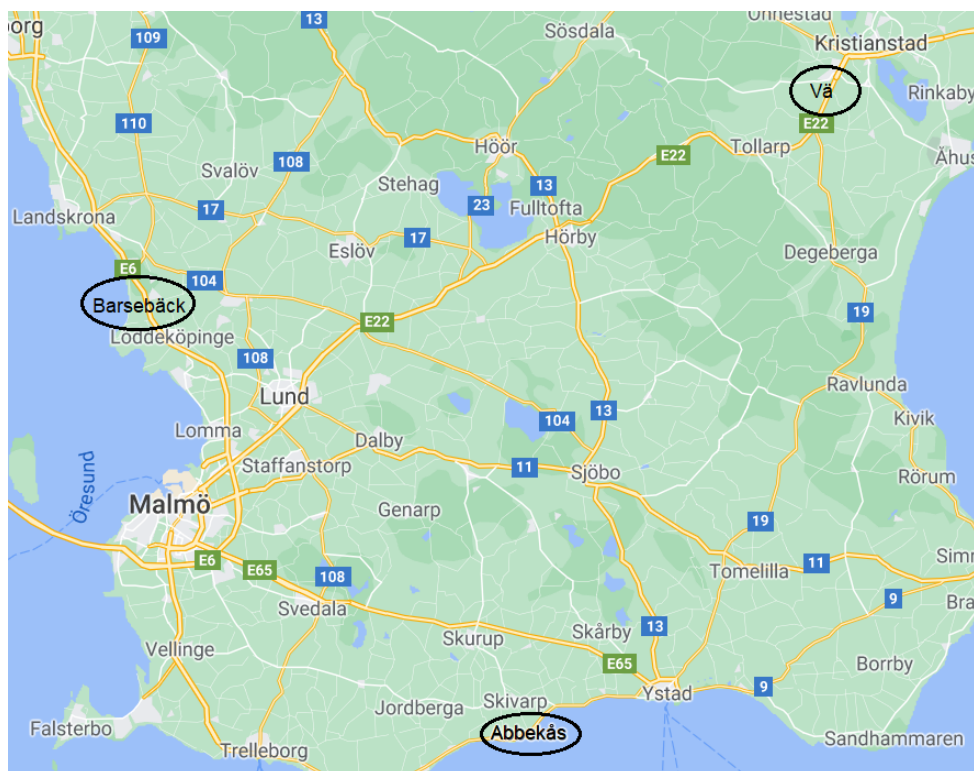 org
109
13
Sösdala
Önnestad
Kristianstad
Vä
Rinkaby
110
E22
Höör
E22
Tollarp
Åhus
108
Svalöv
Stehag
13
23
Fulltofta
Landskrona
17
17
Hörby
Eslöv
Degeberga
E6
104
Barsebäck
19
Löddeköpinge
E22
108
Lund
Ravlunda
104
13
Kivik
Lomma
Dalby
Staffanstorp
11
Sjöbo
Rörum
Öresund
Malmö
Genarp
19
E6
E65
108
Tomelilla
11
Simr
Svedala
9
Bra
Skurup
Skårby
13
Vellinge
E65
Borrby
Ystad
9
Jordberga
Skivarp
Falsterbo
Abbekås
Sandhammaren
Trelleborg